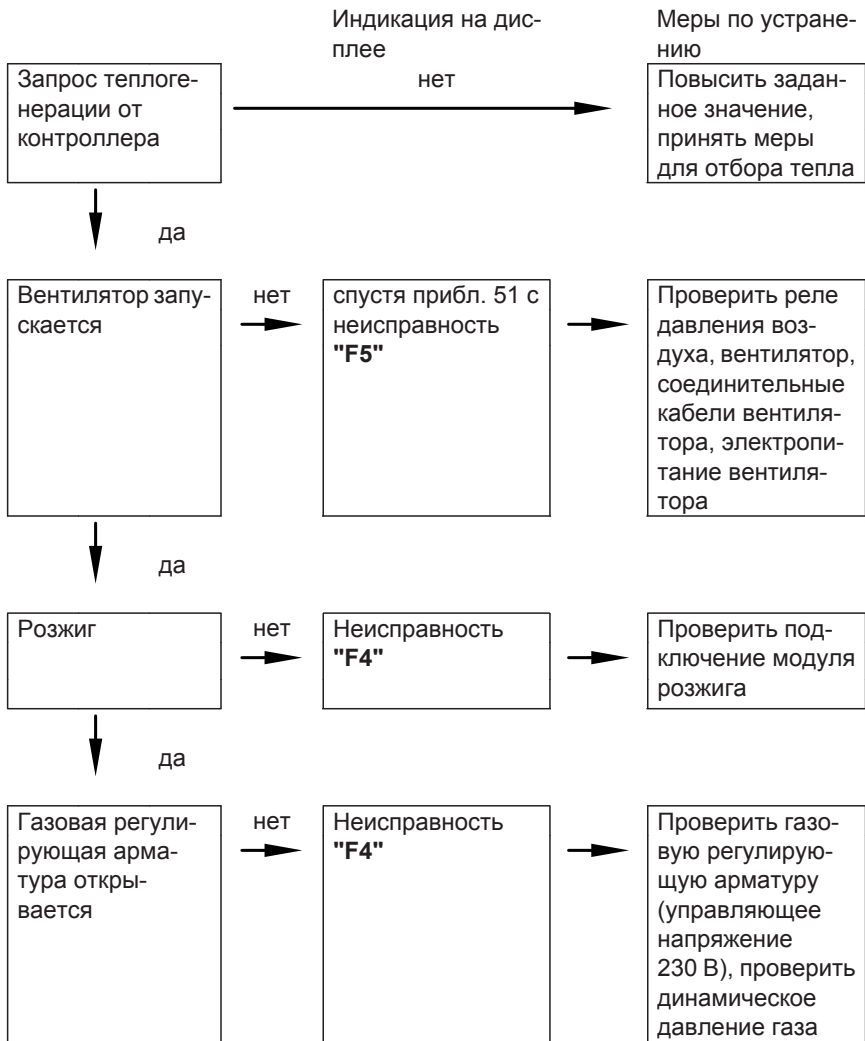 Индикация на дис-
плее
Меры по устране-
нию
Запрос теплоге-
нерации от
контроллера
нет
Повысить задан-
ное значение,
принять меры
для отбора тепла
да
Вентилятор запу-
скается
нет
спустя прибл. 51 с
неисправность
"F5"
Проверить реле
давления воз-
духа, вентилятор,
соединительные
кабели вентиля-
тора, электропи-
тание вентиля-
тора
да
Розжиг
нет
Неисправность
"F4"
Проверить под-
ключение модуля
розжига
да
Газовая регули-
рующая арма-
тура откры-
вается
нет
Неисправность
"F4"
Проверить газо-
вую регулирую-
щую арматуру
(управляющее
напряжение
230 В), проверить
динамическое
давление газа